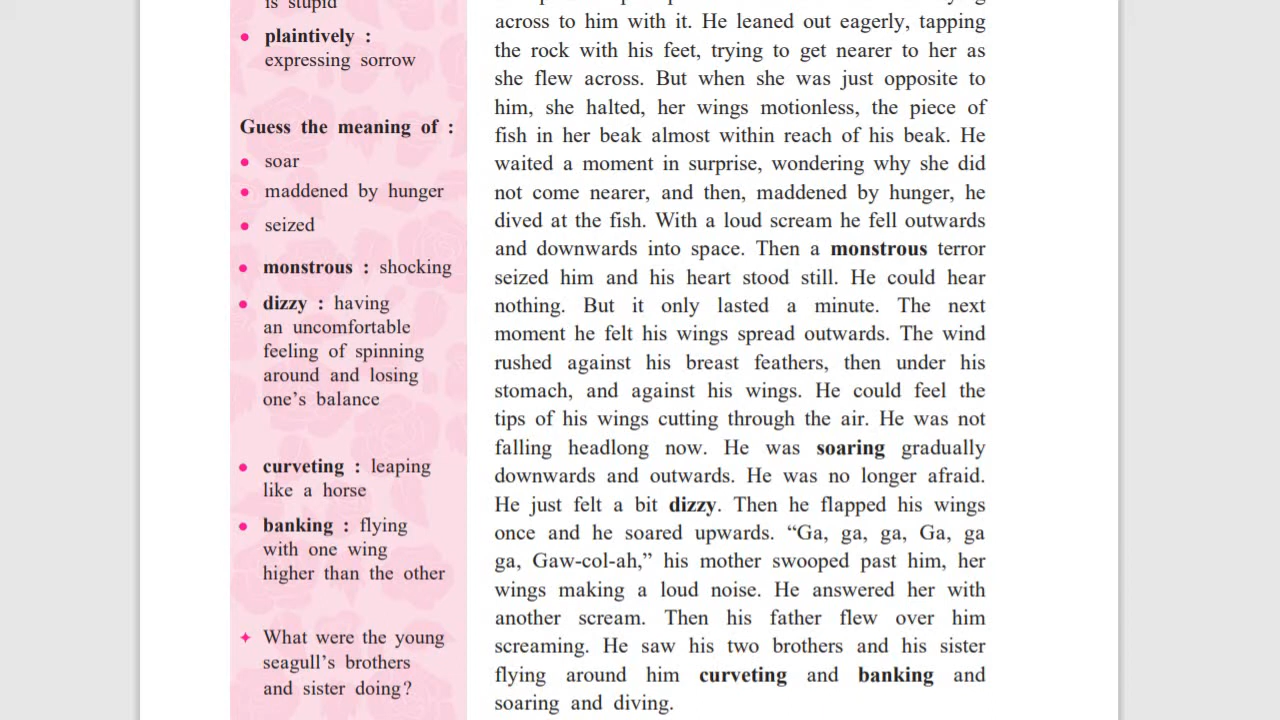 is stupid
plaintively :
expressing sorrow
Guess the meaning of :
soar
maddened by hunger
seized
monstrous : shocking
dizzy : having
an uncomfortable
feeling of spinning
around and losing
one's balance
curveting : leaping
like a horse
banking : flying
with one wing
higher than the other
What were the young
seagull's brothers
and sister doing?
across to him with it. He leaned out eagerly, tapping
the rock with his feet, trying to get nearer to her as
she flew across. But when she was just opposite to
him, she halted, her wings motionless, the piece of
fish in her beak almost within reach of his beak. He
waited a moment in surprise, wondering why she did
not come nearer, and then, maddened by hunger, he
dived at the fish. With a loud scream he fell outwards
and downwards into space. Then a monstrous terror
seized him and his heart stood still. He could hear
nothing. But it only lasted a minute. The next
moment he felt his wings spread outwards. The wind
rushed against his breast feathers, then under his
stomach, and against his wings. He could feel the
tips of his wings cutting through the air. He was not
falling headlong now. He was soaring gradually
downwards and outwards. He was no longer afraid.
He just felt a bit dizzy. Then he flapped his wings
once and he soared upwards. “Ga, ga, ga, Ga, ga
ga, Gaw-col-ah,” his mother swooped past him, her
wings making a loud noise. He answered her with
another scream. Then his father flew over him
screaming. He saw his two brothers and his sister
flying around him curveting and banking and
soaring and diving.